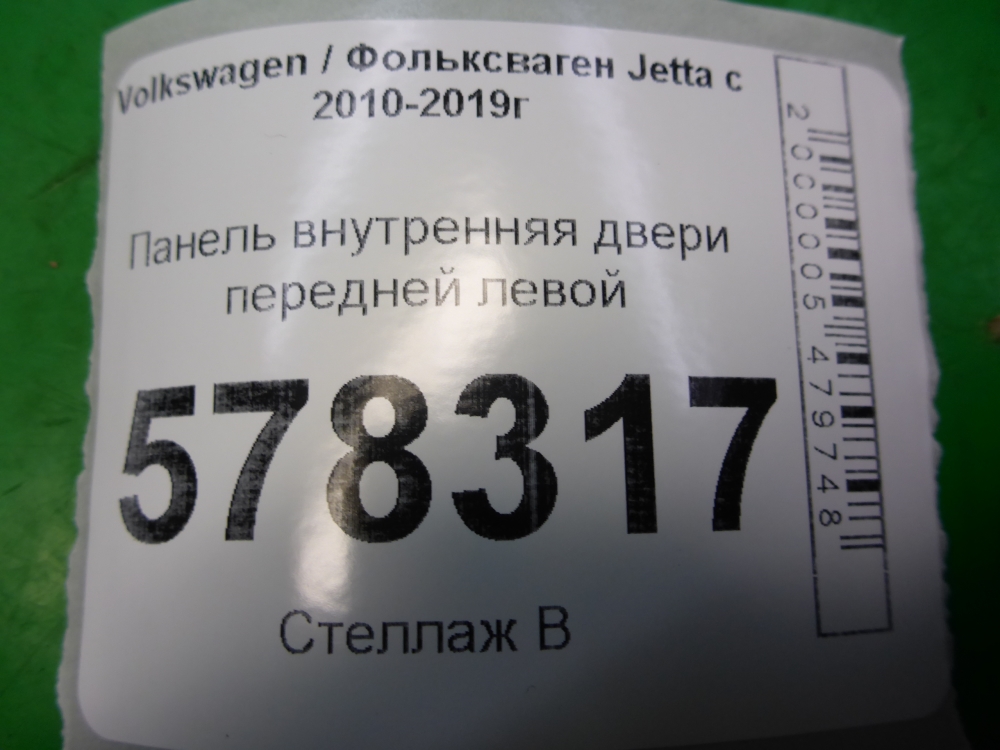 Volkswagen / Фольксваген Jetta с
2010-2019г
Панель внутренняя двери
передней левой
578317
Стеллаж В
2000005479748